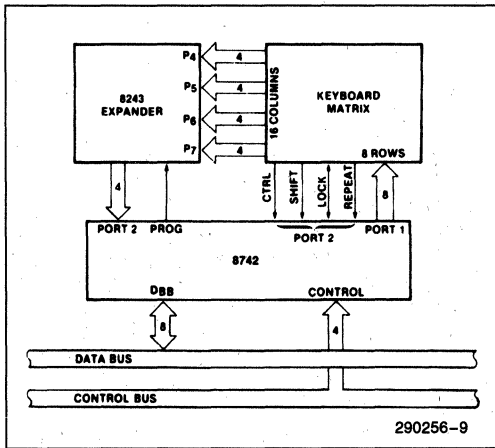 8243
EXPANDER
P4
P5
P6
P7
4
4
4
4
16 COLUMNS
KEYBOARD
MATRIX
8 ROWS
4
CTRL
SHIFT
LOCK
REPEAT
8
PORT 2
PROG
PORT 2
PORT 1
8742
DBB
CONTROL
8
4
DATA BUS
CONTROL BUS
290256-9